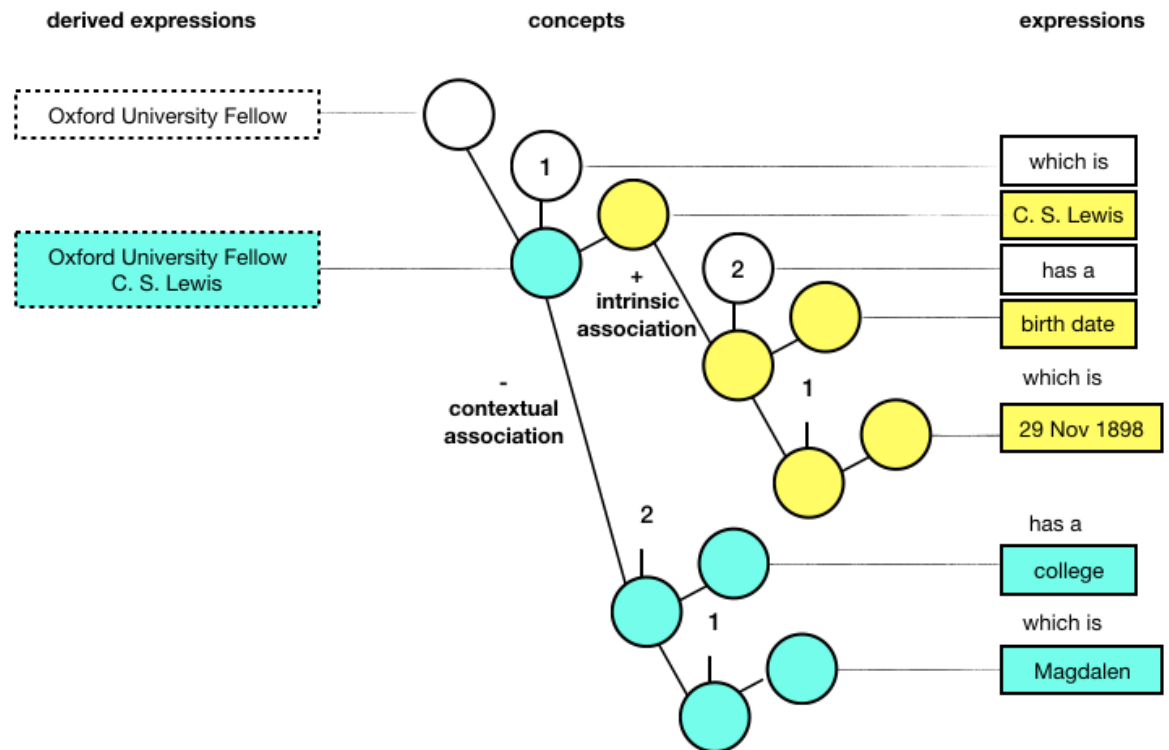 derived expressions
concepts
expressions
Oxford University Fellow
1
which is
C. S. Lewis
Oxford University Fellow
C. S. Lewis
2
has a
+
intrinsic
association
birth date
-
contextual
association
1
which is
29 Nov 1898
2
has a
college
1
which is
Magdalen